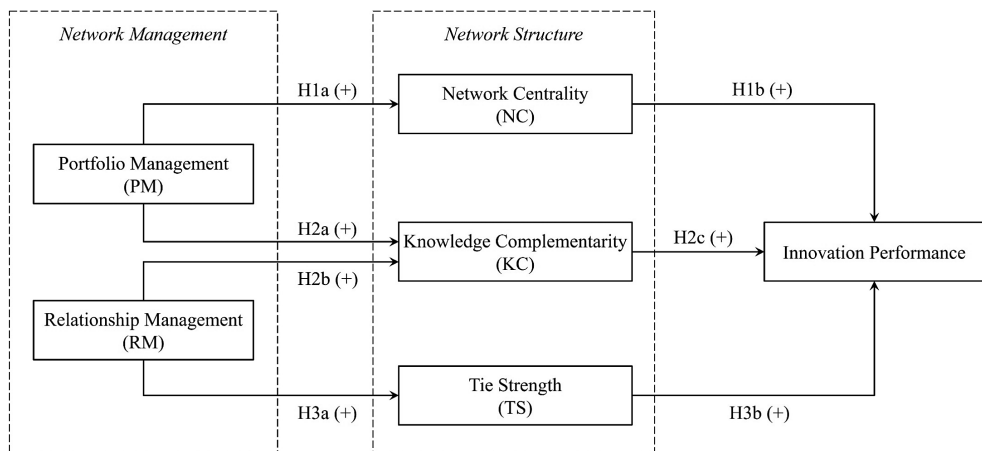 Network Management
Network Structure
H1a (+)
Network Centrality
(NC)
H1b (+)
Portfolio Management
(PM)
H2a (+)
Knowledge Complementarity
(KC)
H2c (+)
Innovation Performance
H2b (+)
Relationship Management
(RM)
Tie Strength
(TS)
H3a (+)
H3b (+)